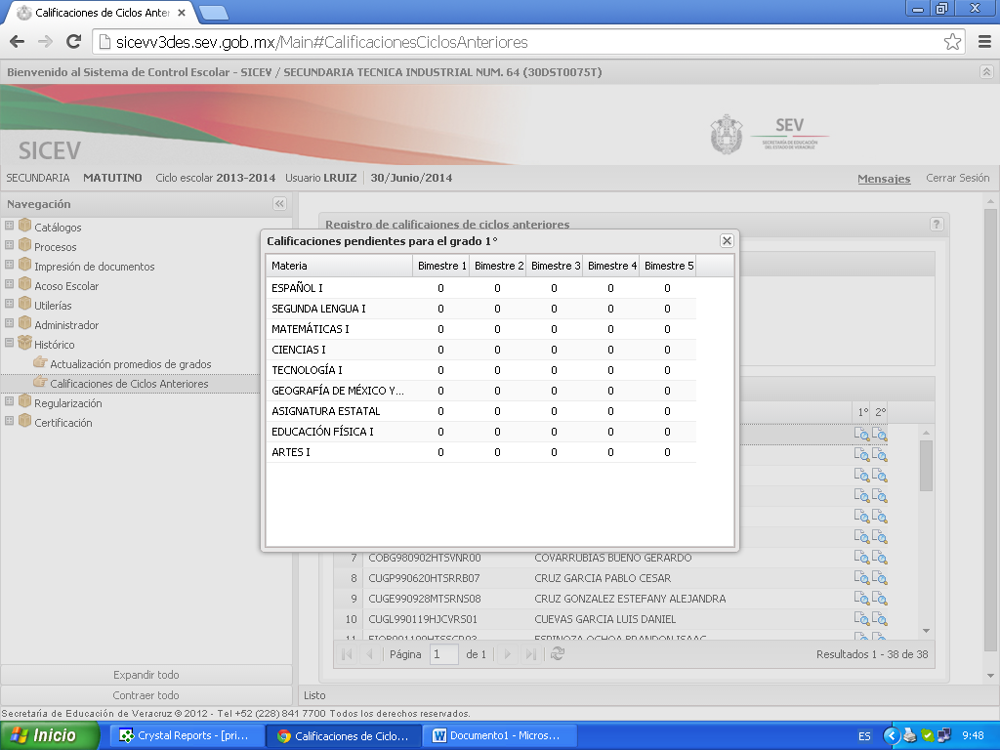 Calificaciones de Ciclos Anter
sicevv3des.sev.gob.mx/Main#CalificacionesCiclosAnteriores
Bienvenido al Sistema de Control Escolar - SICEV / SECUNDARIA TECNICA INDUSTRIAL NUM. 64 (30DST0075T)
SICEV
SEV
SECRETARÍA DE EDUCACIÓN
DEL ESTADO DE VERACRUZ
SECUNDARIA MATUTINO Ciclo escolar 2013-2014 Usuario LRUIZ 30/Junio/2014 Mensajes Cerrar Sesión
Navegación
Catálogos
Procesos
Impresión de documentos
Acoso Escolar
Utilerías
Administrador
Histórico
Actualización promedios de grados
Calificaciones de Ciclos Anteriores
Regularización
Certificación
Expandir todo
Contraer todo
Registro de calificaiones de ciclos anteriores ?
Calificaciones pendientes para el grado 1°
Materia Bimestre 1 Bimestre 2 Bimestre 3 Bimestre 4 Bimestre 5
ESPAÑOL I 0 0 0 0 0
SEGUNDA LENGUA I 0 0 0 0 0
MATEMÁTICAS I 0 0 0 0 0
CIENCIAS I 0 0 0 0 0
TECNOLOGÍA I 0 0 0 0 0
GEOGRAFÍA DE MÉXICO Y... 0 0 0 0 0
ASIGNATURA ESTATAL 0 0 0 0 0
EDUCACIÓN FÍSICA I 0 0 0 0 0
ARTES I 0 0 0 0 0
1° 2°
7 COBG980902HTSVNR00 COVARRUBIAS BUENO GERARDO
8 CUGP990620HTSRRB07 CRUZ GARCIA PABLO CESAR
9 CUGE990928MTSRNS08 CRUZ GONZALEZ ESTEFANY ALEJANDRA
10 CUGL990119HJCVRS01 CUEVAS GARCIA LUIS DANIEL
11 ESPINOZA OCHOA BRANDON ISAAC
Página 1 de 1 Resultados 1 - 38 de 38
Listo
Secretaría de Educación de Veracruz © 2012 - Tel +52 (228) 841 7700 Todos los derechos reservados.
Inicio Crystal Reports - [pri... Calificaciones de Ciclo... Documento1 - Micros... ES 9:48